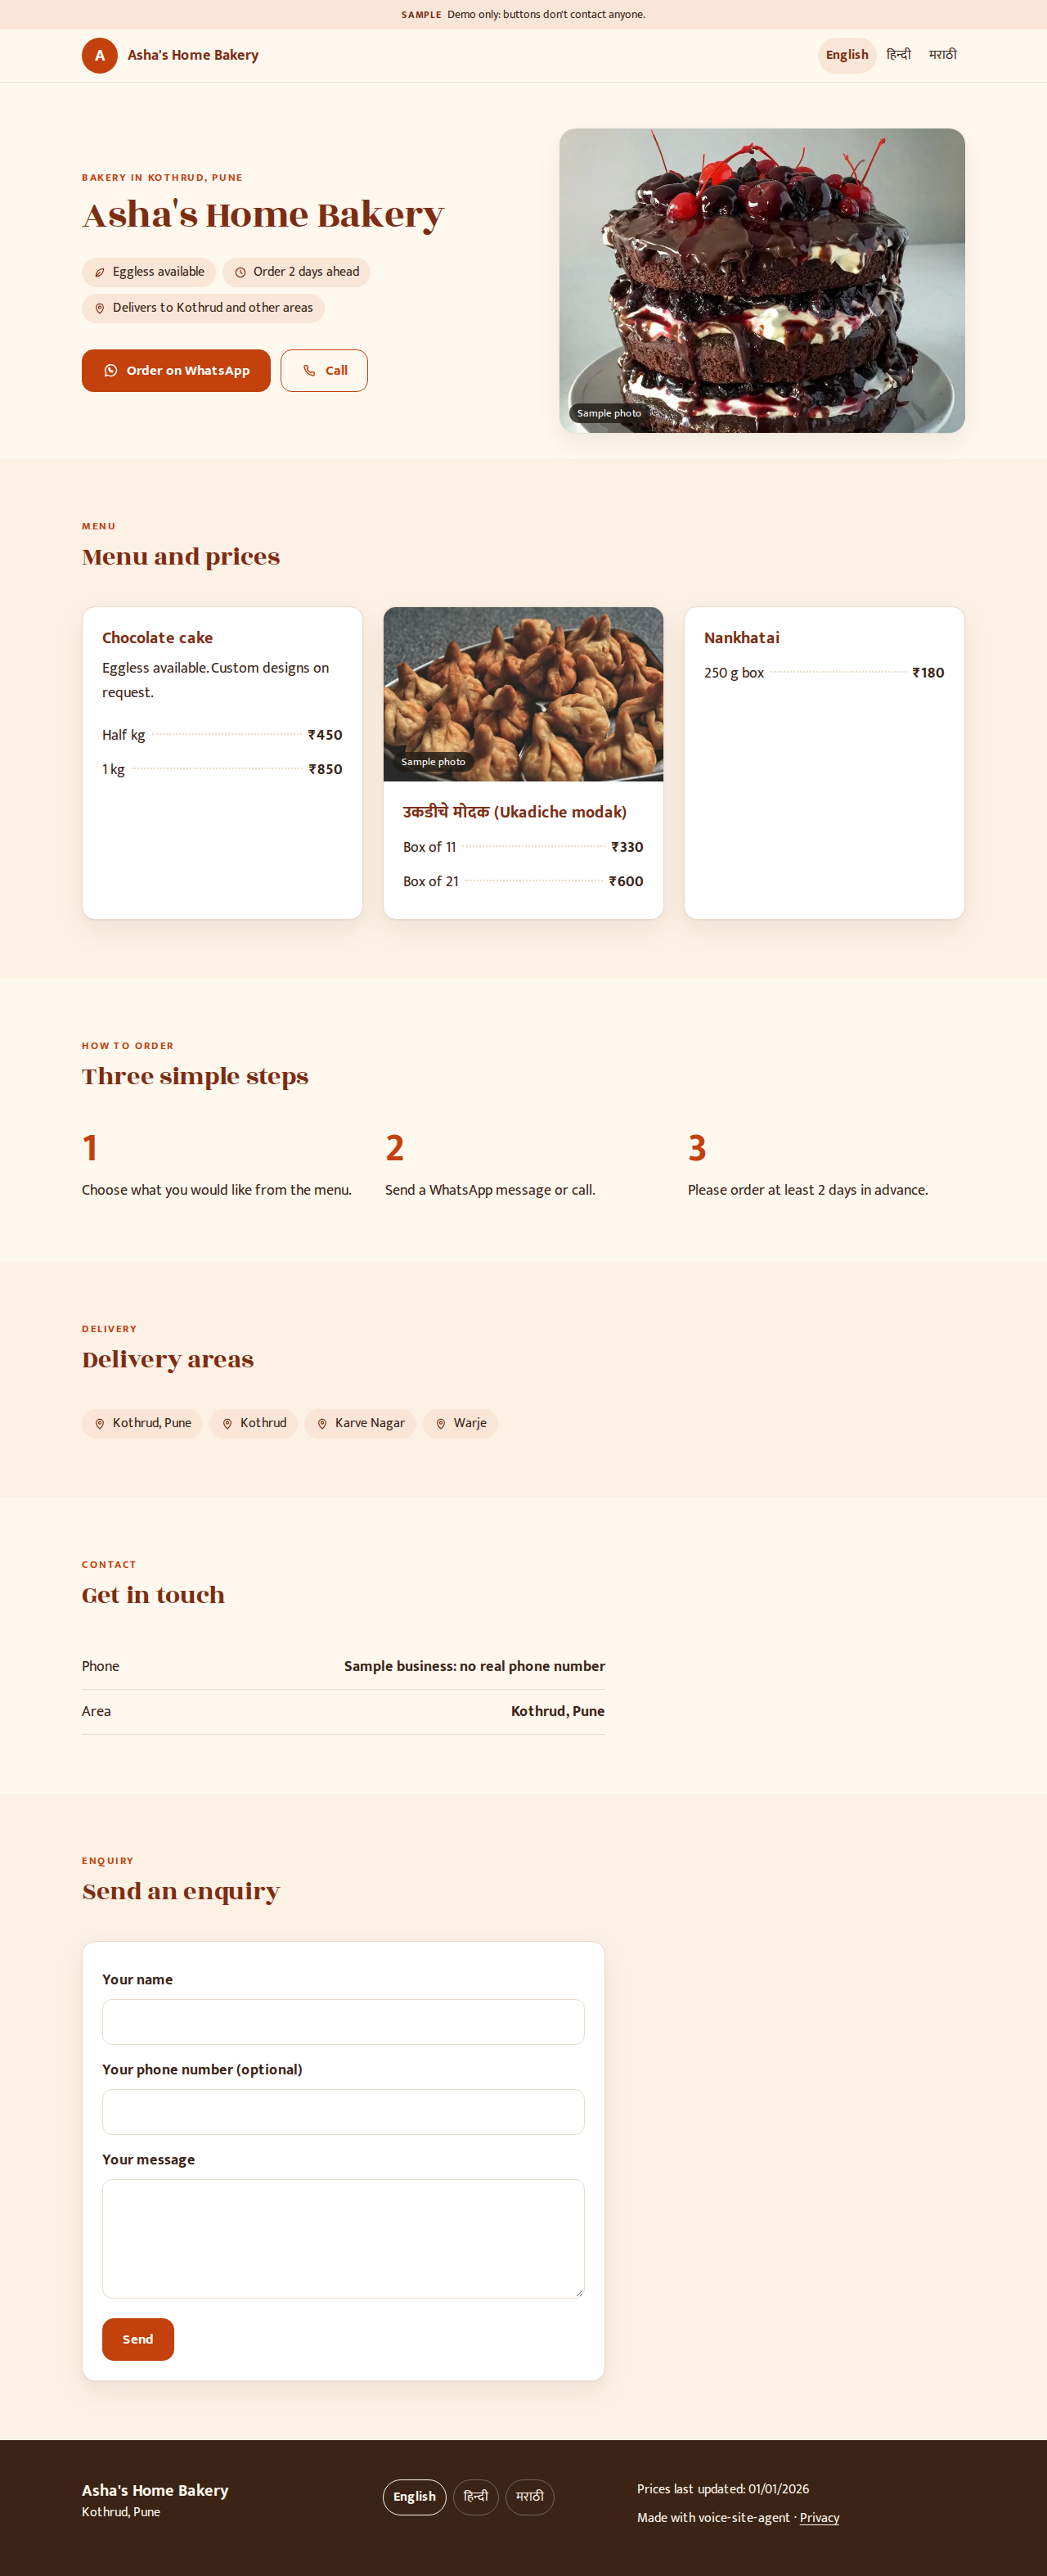 SAMPLE Demo only: buttons don't contact anyone.
A Asha's Home Bakery
English हिन्दी मराठी
BAKERY IN KOTHRUD, PUNE
Asha's Home Bakery
Eggless available
Order 2 days ahead
Delivers to Kothrud and other areas
Order on WhatsApp
Call
Sample photo
MENU
Menu and prices
Chocolate cake
Eggless available. Custom designs on
request.
Half kg ₹450
1 kg ₹850
Sample photo
उकडीचे मोदक (Ukadiche modak)
Box of 11 ₹330
Box of 21 ₹600
Nankhatai
250 g box ₹180
HOW TO ORDER
Three simple steps
1
Choose what you would like from the menu.
2
Send a WhatsApp message or call.
3
Please order at least 2 days in advance.
DELIVERY
Delivery areas
Kothrud, Pune
Kothrud
Karve Nagar
Warje
CONTACT
Get in touch
Phone Sample business: no real phone number
Area Kothrud, Pune
ENQUIRY
Send an enquiry
Your name
Your phone number (optional)
Your message
Send
Asha's Home Bakery
Kothrud, Pune
English हिन्दी मराठी
Prices last updated: 01/01/2026
Made with voice-site-agent · Privacy